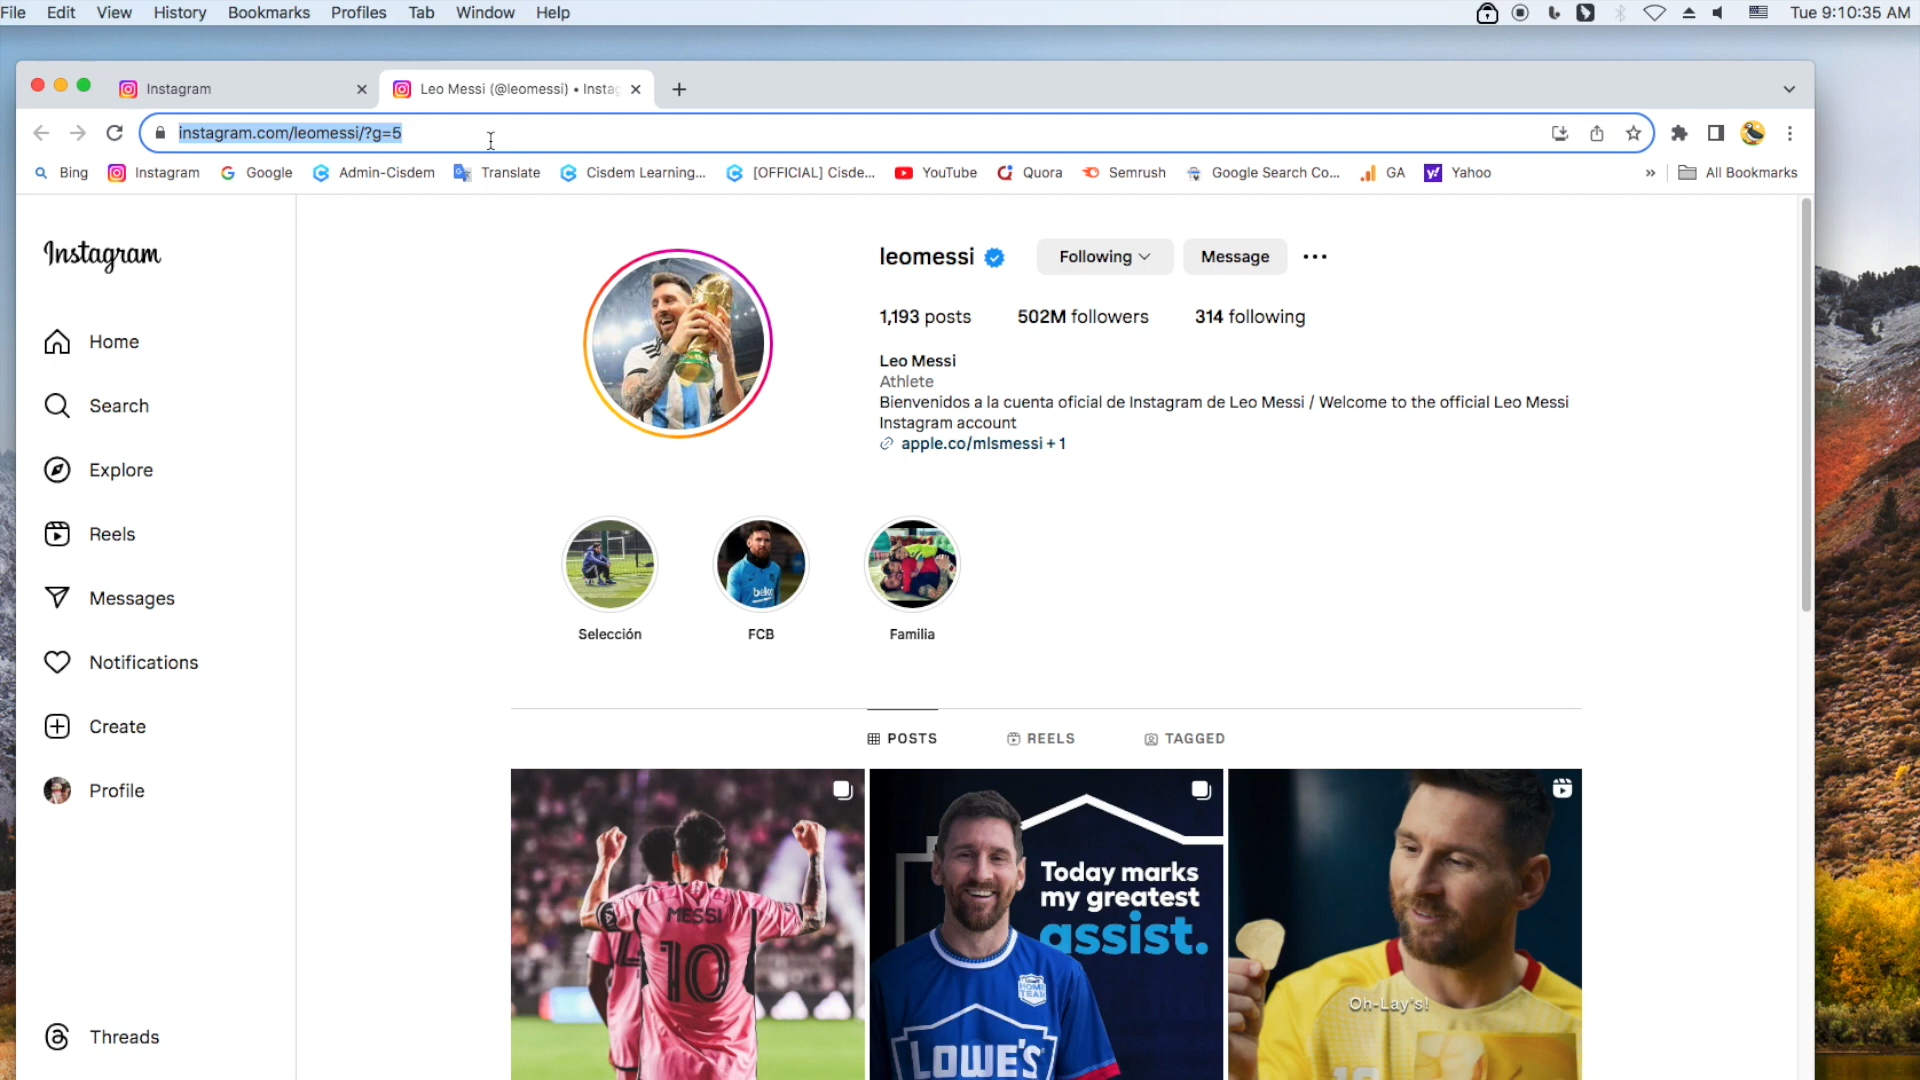 File Edit View History Bookmarks Profiles Tab Window Help
Tue 9:10:35 AM
Instagram
Leo Messi (@leomessi) • Instag
instagram.com/leomessi/?g=5
Bing Instagram Google Admin-Cisdem Translate Cisdem Learning... [OFFICIAL] Cisde... YouTube Quora Semrush Google Search Co... GA Yahoo » All Bookmarks
Instagram
Home
Search
Explore
Reels
Messages
Notifications
Create
Profile
Threads
leomessi Following Message
1,193 posts 502M followers 314 following
Leo Messi
Athlete
Bienvenidos a la cuenta oficial de Instagram de Leo Messi / Welcome to the official Leo Messi
Instagram account
apple.co/mlsmessi + 1
Selección FCB Familia
POSTS REELS TAGGED
MESSI
10
Today marks
my greatest
assist.
HOME
TEAM
LOWE'S
Oh-Lay's!
10